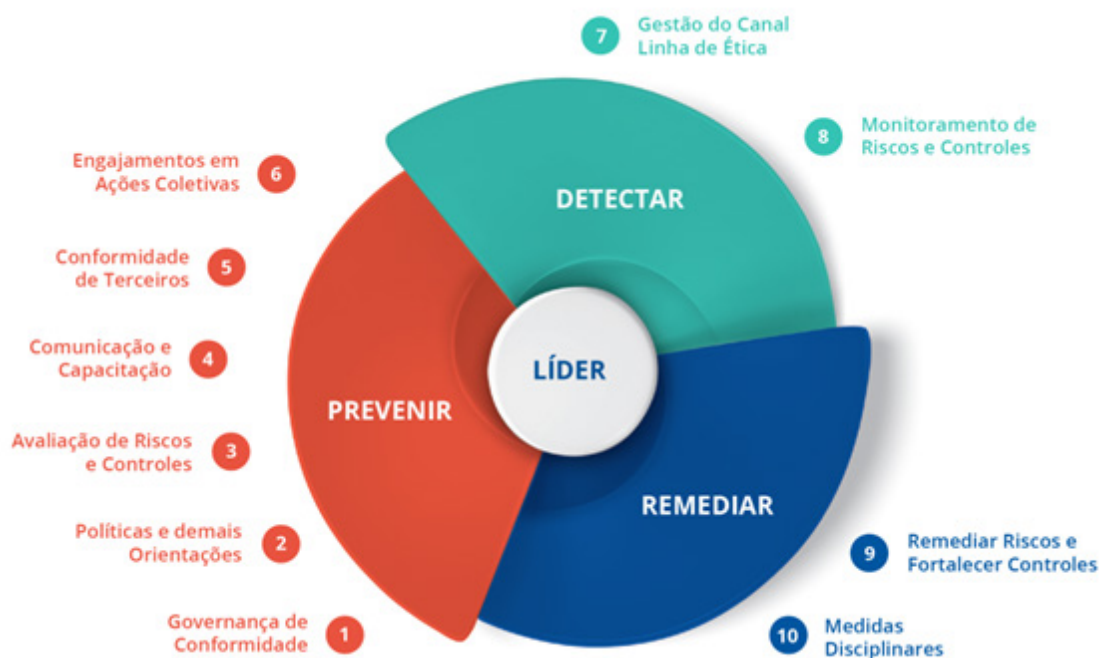 7
Gestão do Canal
Linha de Ética
8
Monitoramento de
Riscos e Controles
DETECTAR
Engajamentos em
Ações Coletivas
6
Conformidade
de Terceiros
5
Comunicação e
Capacitação
4
Avaliação de Riscos
e Controles
3
Políticas e demais
Orientações
2
Governança de
Conformidade
1
PREVENIR
LÍDER
REMEDIAR
9
Remediar Riscos e
Fortalecer Controles
10
Medidas
Disciplinares